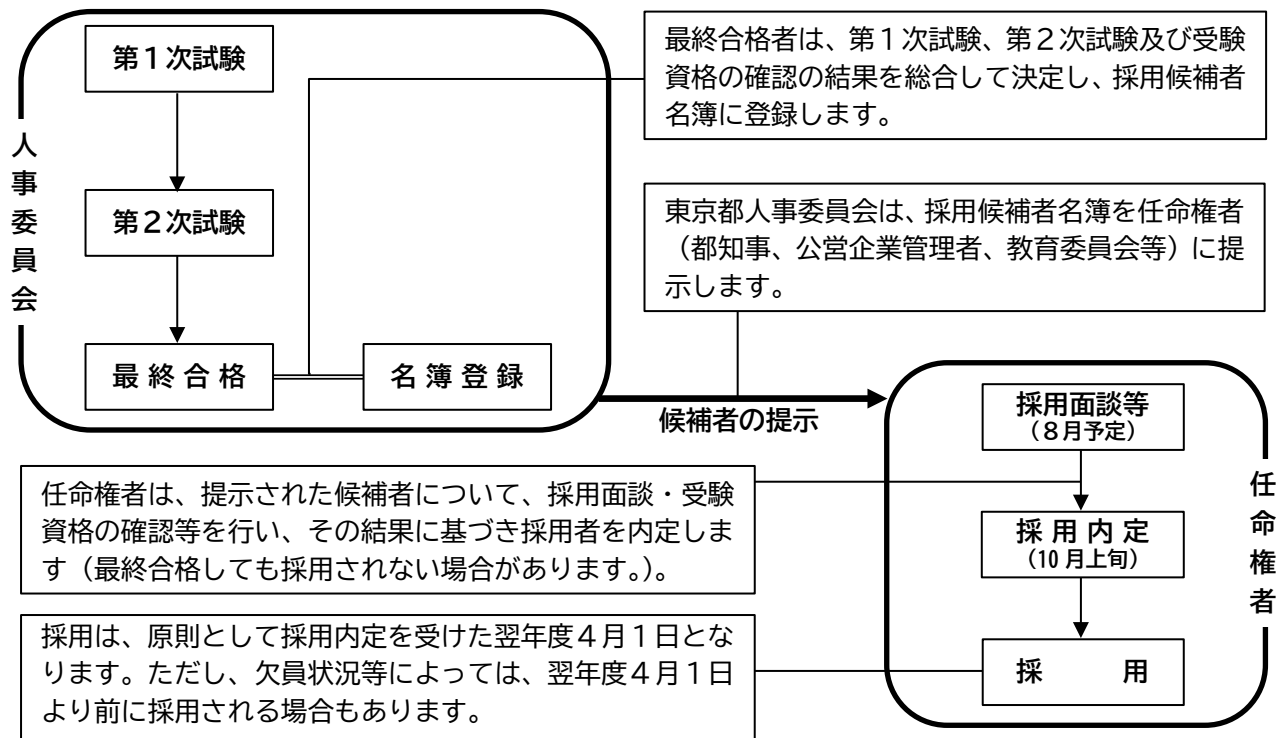 人事委員会
第１次試験
第２次試験
最終合格
名簿登録
最終合格者は、第１次試験、第２次試験及び受験
資格の確認の結果を総合して決定し、採用候補者
名簿に登録します。
東京都人事委員会は、採用候補者名簿を任命権者
（都知事、公営企業管理者、教育委員会等）に提
示します。
候補者の提示
任命権者
採用面談等
（８月予定）
採用内定
（10月上旬）
採用
任命権者は、提示された候補者について、採用面談・受験
資格の確認等を行い、その結果に基づき採用者を内定しま
す（最終合格しても採用されない場合があります。）。
採用は、原則として採用内定を受けた翌年度４月１日とな
ります。ただし、欠員状況等によっては、翌年度４月１日
より前に採用される場合もあります。